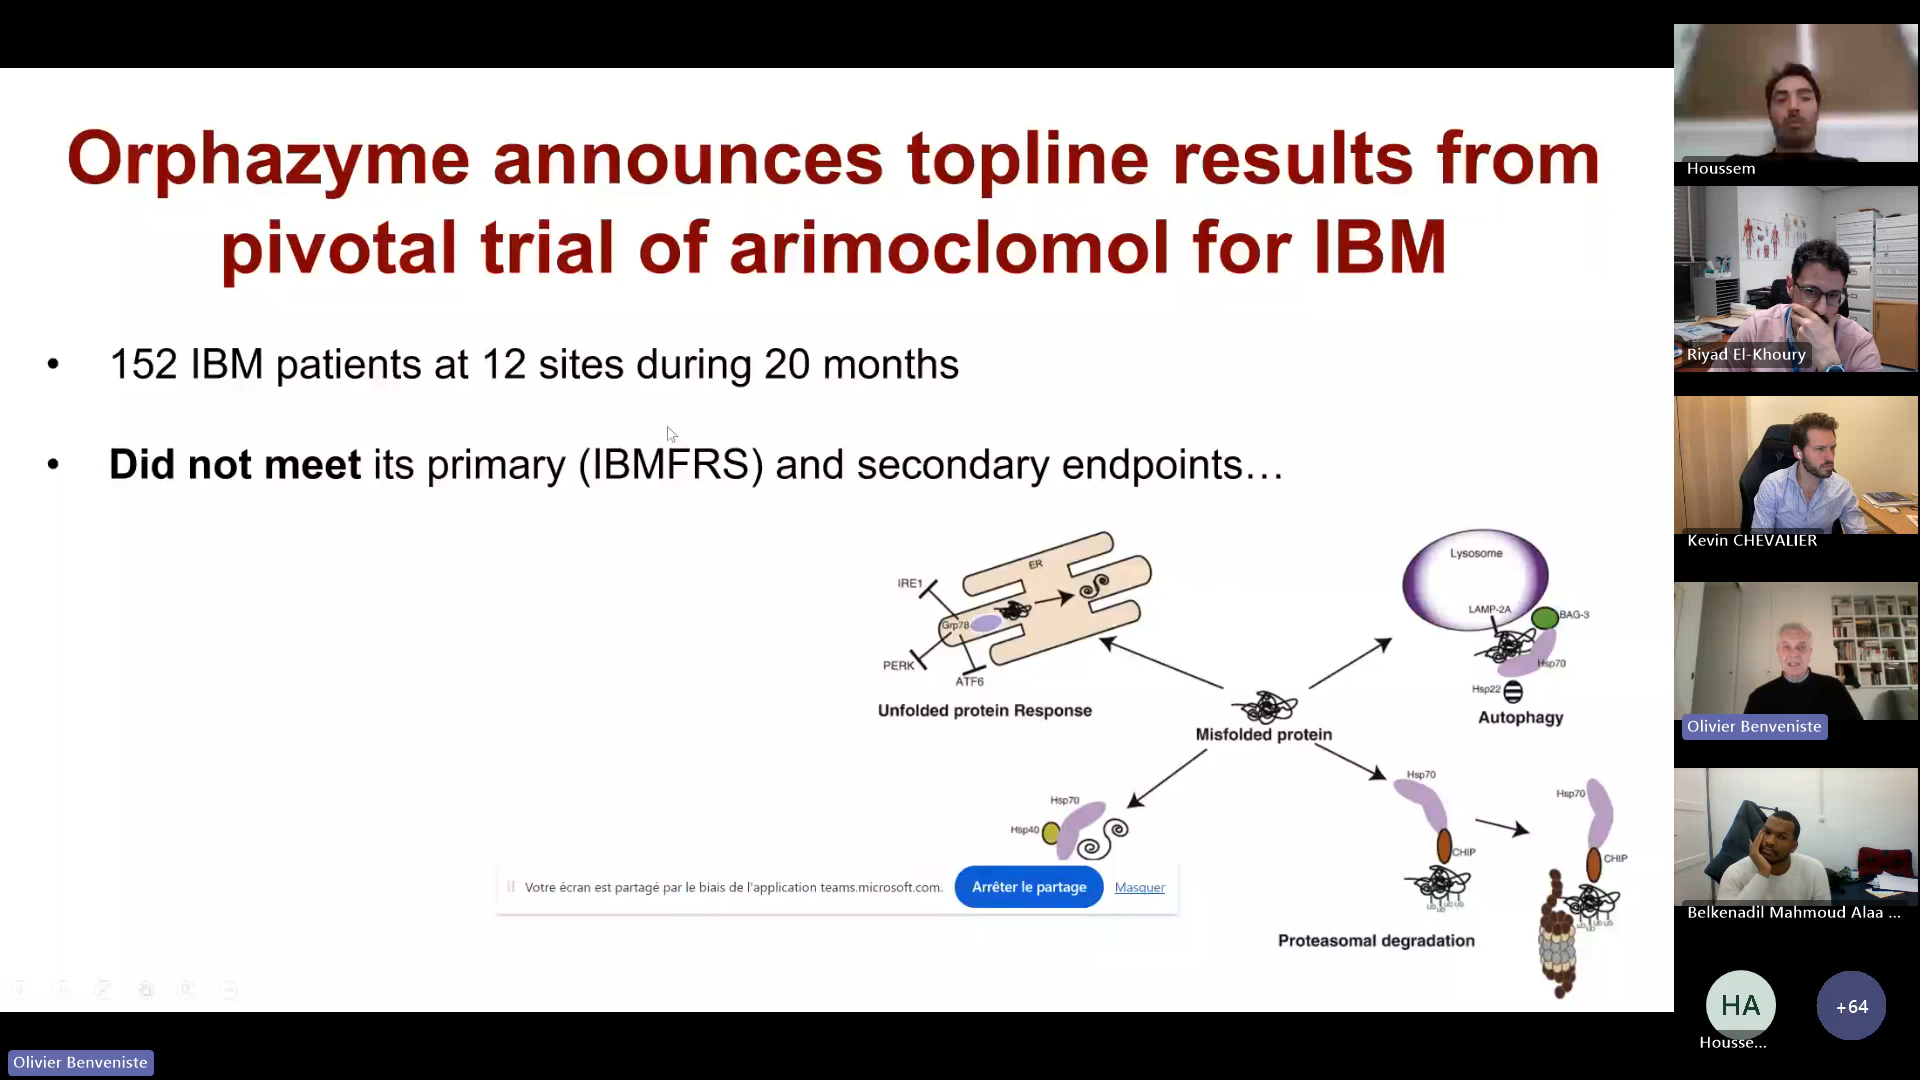 Orphazyme announces topline results from
pivotal trial of arimoclomol for IBM
• 152 IBM patients at 12 sites during 20 months
• Did not meet its primary (IBMFRS) and secondary endpoints…
IRE1
ER
Grp78
PERK
ATF6
Unfolded protein Response
Lysosome
LAMP-2A
BAG-3
Hsp70
Hsp22
Autophagy
Misfolded protein
Hsp70
Hsp40
Hsp70
CHIP
Hsp70
CHIP
Proteasomal degradation
Votre écran est partagé par le biais de l'application teams.microsoft.com.
Arrêter le partage
Masquer
Houssem
Riyad El-Khoury
Kevin CHEVALIER
Olivier Benveniste
Belkenadil Mahmoud Alaa ...
HA
Housse...
+64
Olivier Benveniste